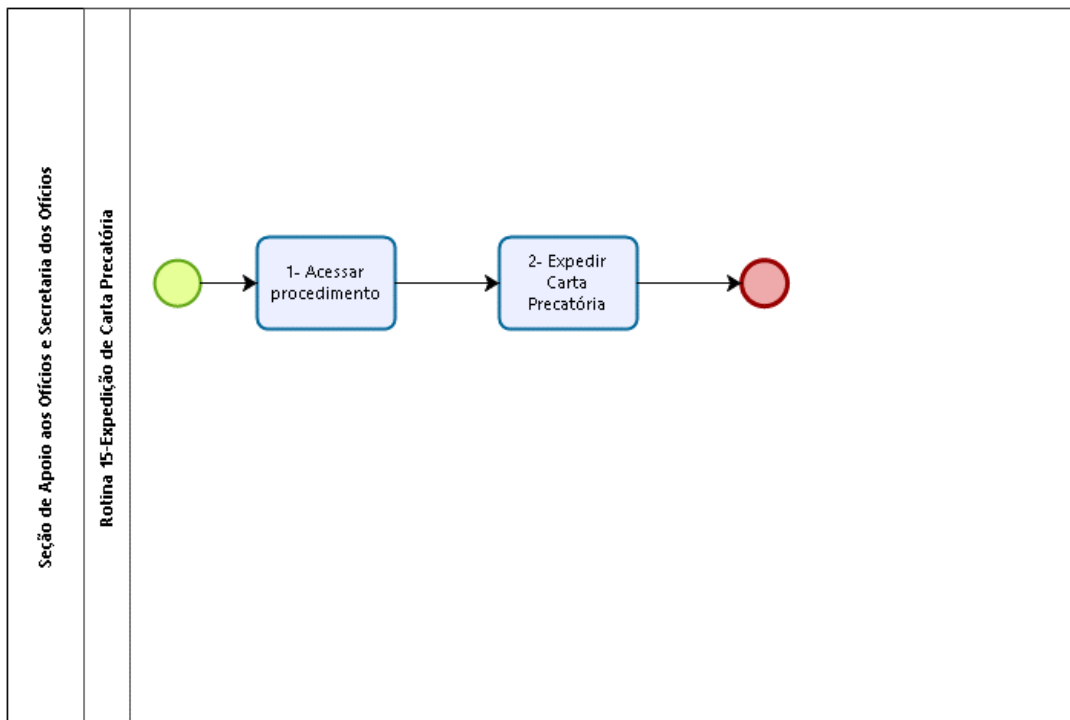 Seção de Apoio aos Ofícios e Secretaria dos Ofícios
Rotina 15-Expedição de Carta Precatória
1- Acessar
procedimento
2- Expedir
Carta
Precatória